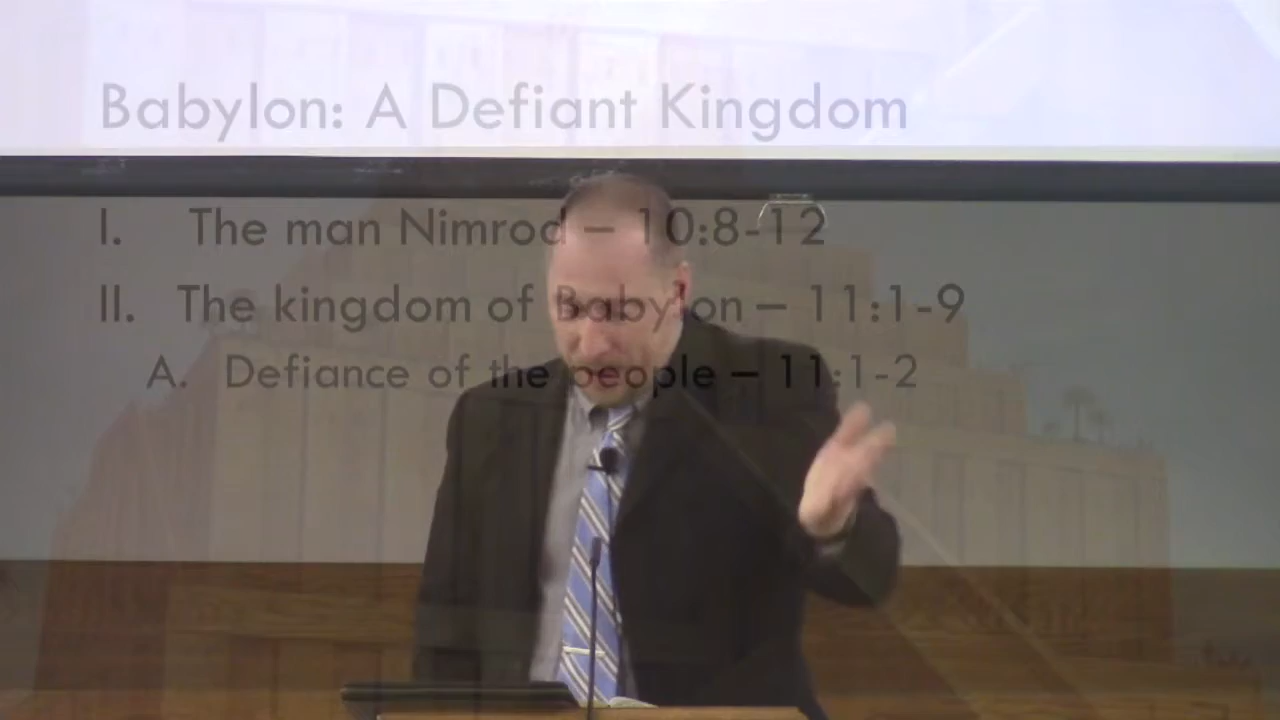 Babylon: A Defiant Kingdom
I. The man Nimrod – 10:8-12
II. The kingdom of Babylon – 11:1-9
A. Defiance of the people – 11:1-2